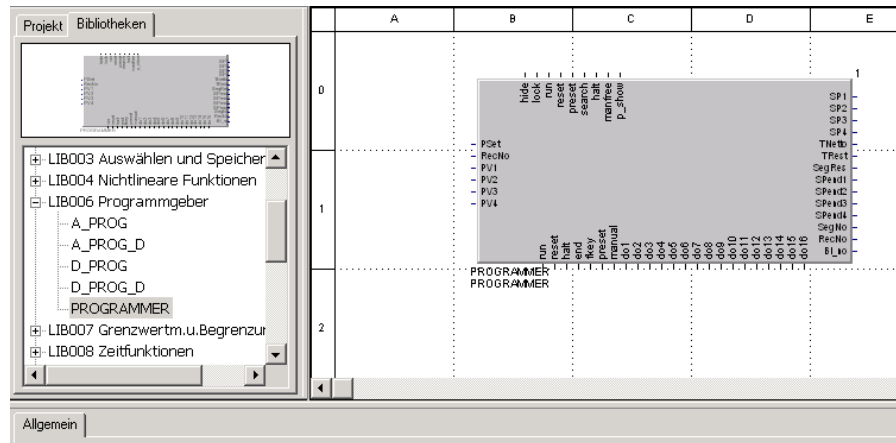 Projekt
Bibliotheken
LIB003 Auswählen und Speicher
LIB004 Nichtlineare Funktionen
LIB006 Programmgeber
A_PROG
A_PROG_D
D_PROG
D_PROG_D
PROGRAMMER
LIB007 Grenzwertm.u.Begrenzur
LIB008 Zeitfunktionen
Allgemein
A B C D E
0
1
2
1
hide
lock
run
reset
preset
search
halt
manfree
p_show
PSet
RecNo
PV1
PV2
PV3
PV4
SP1
SP2
SP3
SP4
TNetto
TRest
SegRes
SPend1
SPend2
SPend3
SPend4
SegNo
RecNo
Bl_no
run
reset
halt
end
fkey
preset
manual
do1
do2
do3
do4
do5
do6
do7
do8
do9
do10
do11
do12
do13
do14
do15
do16
PROGRAMMER
PROGRAMMER